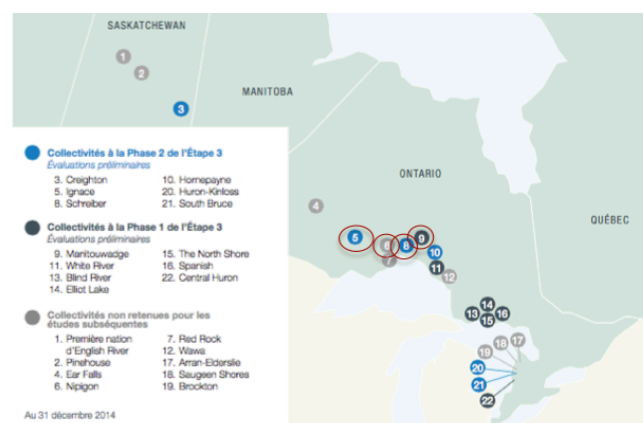 SASKATCHEWAN
MANITOBA
ONTARIO
QUÉBEC
1
2
3
4
5
6
7
8
9
10
11
12
13
14
15
16
17
18
19
20
21
22
Collectivités à la Phase 2 de l'Étape 3
Évaluations préliminaires
3. Creighton 10. Hornepayne
5. Ignace 20. Huron-Kinloss
8. Schreiber 21. South Bruce
Collectivités à la Phase 1 de l'Étape 3
Évaluations préliminaires
9. Manitouwadge 15. The North Shore
11. White River 16. Spanish
13. Blind River 22. Central Huron
14. Elliot Lake
Collectivités non retenues pour les
études subséquentes
1. Première nation 7. Red Rock
d'English River 12. Wawa
2. Pinehouse 17. Arran-Elderslie
4. Ear Falls 18. Saugeen Shores
6. Nipigon 19. Brockton
Au 31 décembre 2014